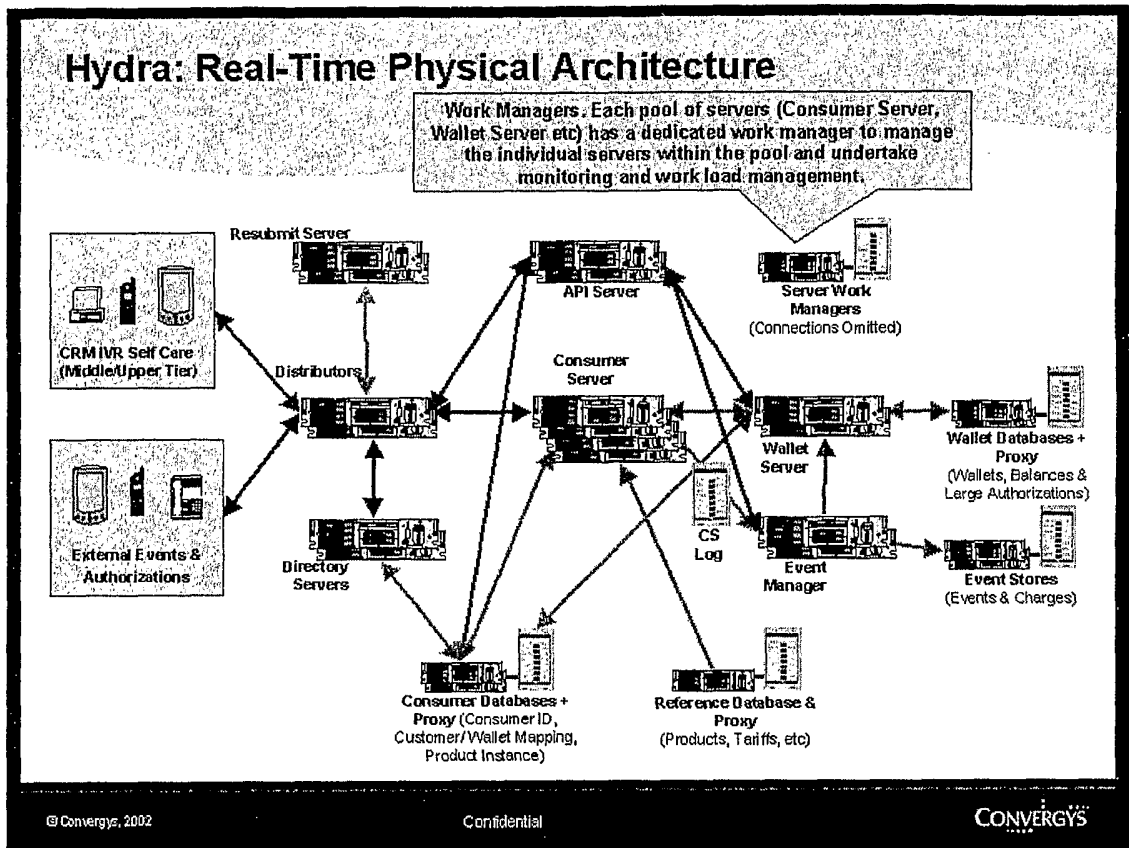 Hydra: Real-Time Physical Architecture
Work Managers. Each pool of servers (Consumer Server,
Wallet Server etc) has a dedicated work manager to manage
the individual servers within the pool and undertake
monitoring and work load management.
Resubmit Server
API Server
Server Work
Managers
(Connections Omitted)
CRM IVR Self Care
(Middle/Upper Tier)
Distributors
Consumer
Server
Wallet
Server
Wallet Databases +
Proxy
(Wallets, Balances &
Large Authorizations)
External Events &
Authorizations
Directory
Servers
CS
Log
Event
Manager
Event Stores
(Events & Charges)
Consumer Databases +
Proxy (Consumer ID,
Customer/Wallet Mapping,
Product Instance)
Reference Database &
Proxy
(Products, Tariffs, etc)
© Convergys, 2002
Confidential
CONVERGYS